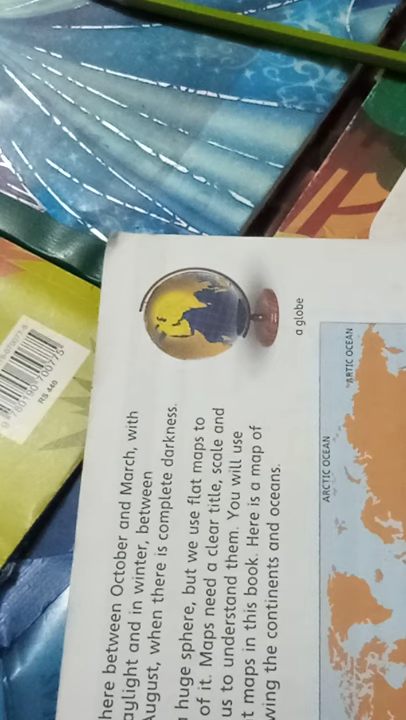 here between October and March, with
aylight and in winter, between
August, when there is complete darkness.
huge sphere, but we use flat maps to
of it. Maps need a clear title, scale and
us to understand them. You will use
t maps in this book. Here is a map of
wing the continents and oceans.
a globe
ARCTIC OCEAN
ARTIC OCEAN
9780190700775
RS 440